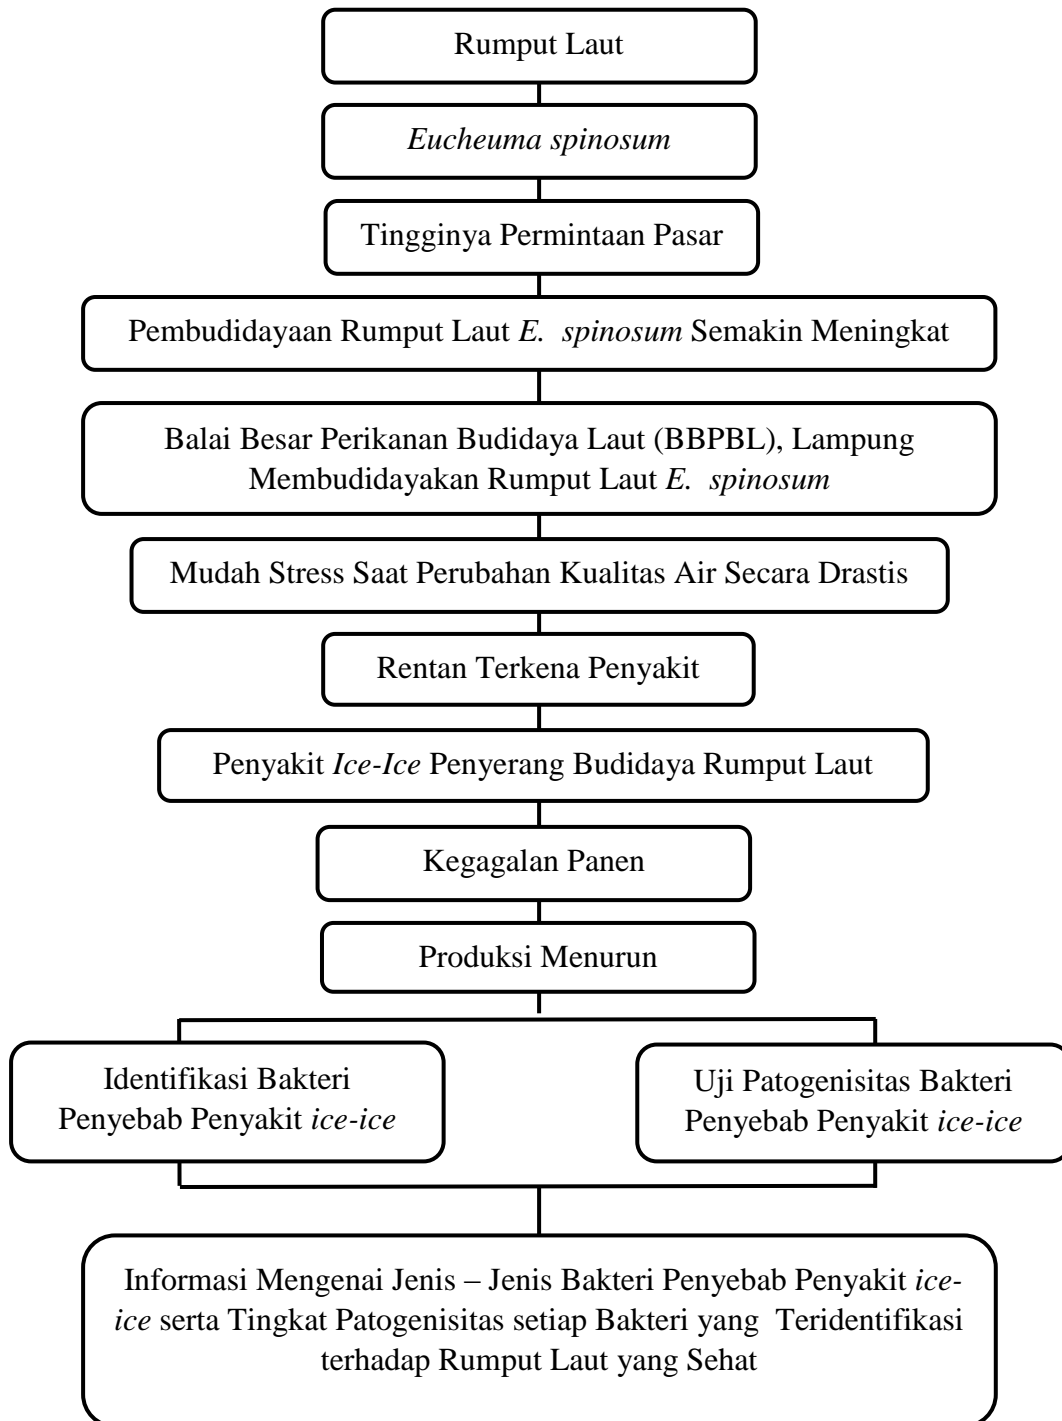 Rumput Laut
Eucheuma spinosum
Tingginya Permintaan Pasar
Pembudidayaan Rumput Laut E. spinosum Semakin Meningkat
Balai Besar Perikanan Budidaya Laut (BBPBL), Lampung
Membudidayakan Rumput Laut E. spinosum
Mudah Stress Saat Perubahan Kualitas Air Secara Drastis
Rentan Terkena Penyakit
Penyakit Ice-Ice Penyerang Budidaya Rumput Laut
Kegagalan Panen
Produksi Menurun
Identifikasi Bakteri
Penyebab Penyakit ice-ice
Uji Patogenisitas Bakteri
Penyebab Penyakit ice-ice
Informasi Mengenai Jenis – Jenis Bakteri Penyebab Penyakit ice-
ice serta Tingkat Patogenisitas setiap Bakteri yang Teridentifikasi
terhadap Rumput Laut yang Sehat